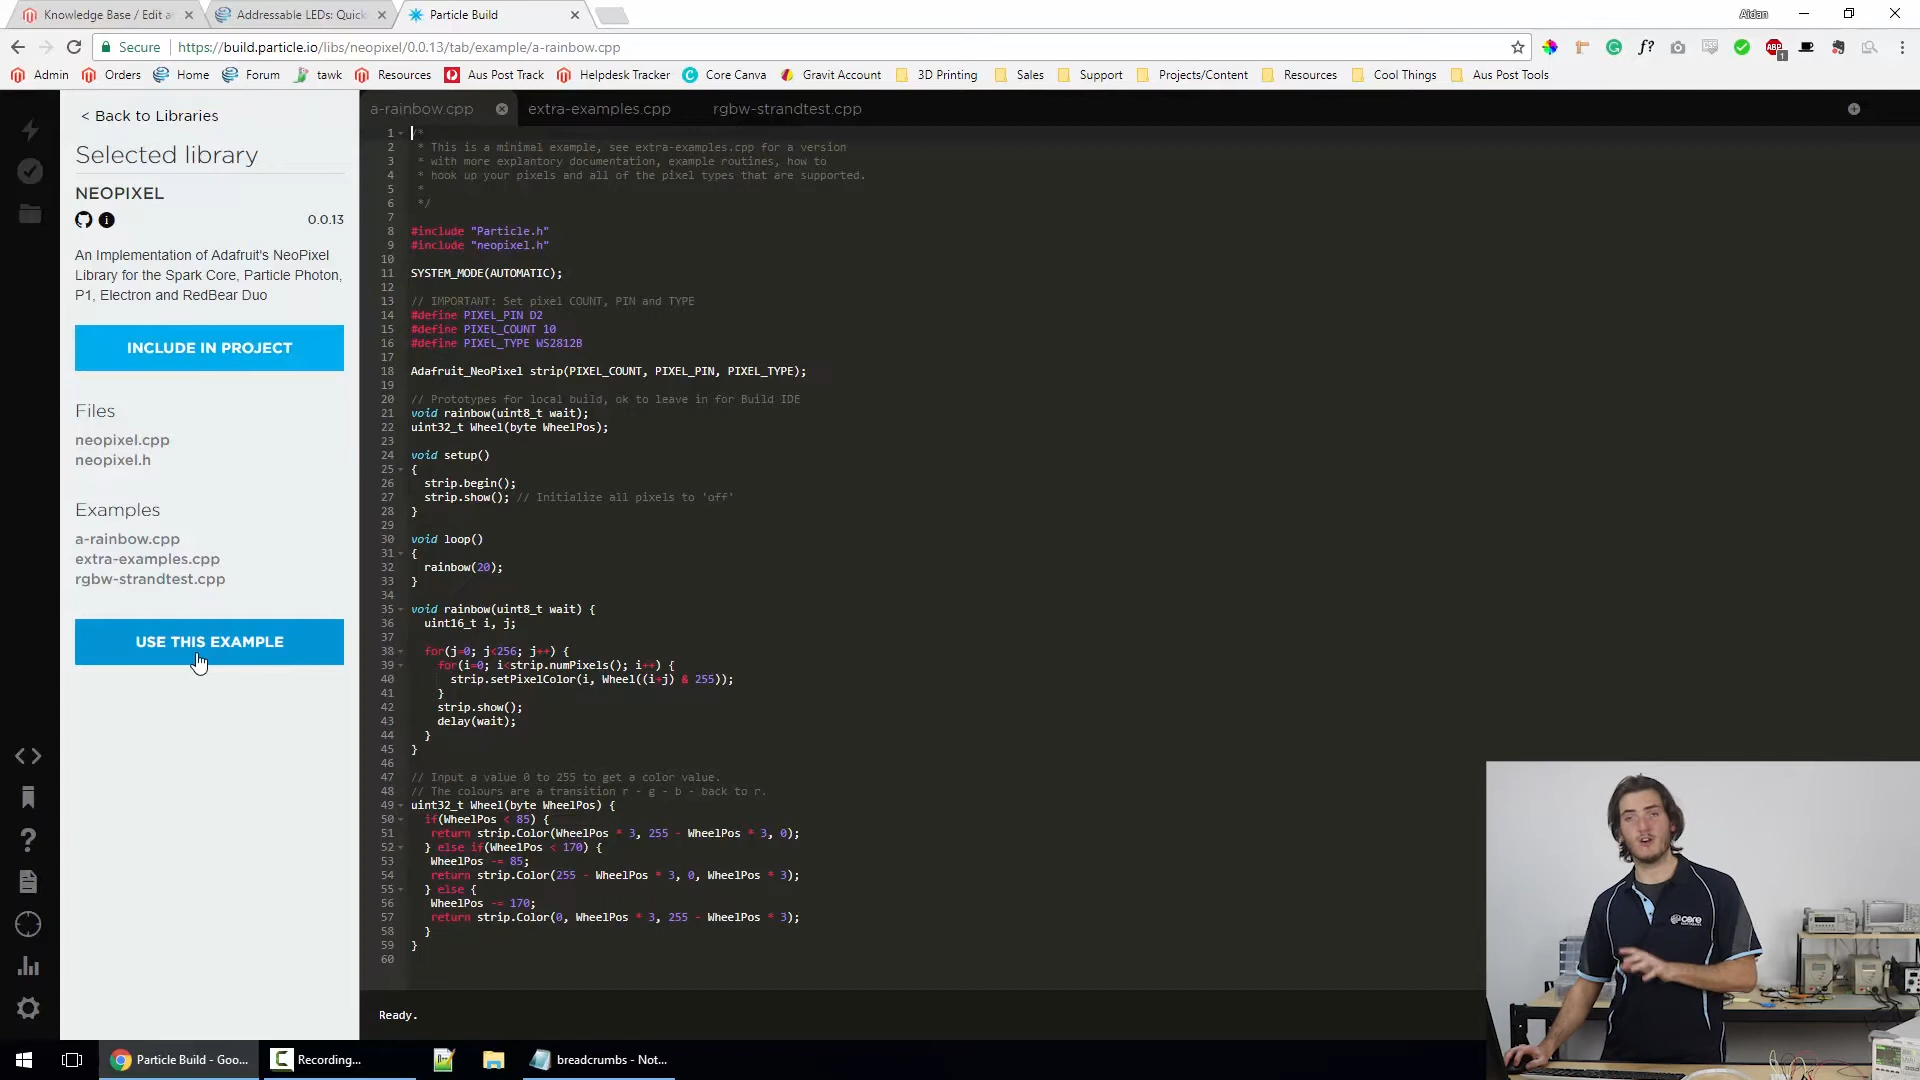 Knowledge Base / Edit a
Addressable LEDs: Quick
Particle Build
Aidan
Secure
https://build.particle.io/libs/neopixel/0.0.13/tab/example/a-rainbow.cpp
Admin
Orders
Home
Forum
tawk
Resources
Aus Post Track
Helpdesk Tracker
Core Canva
Gravit Account
3D Printing
Sales
Support
Projects/Content
Resources
Cool Things
Aus Post Tools
< Back to Libraries
Selected library
NEOPIXEL
0.0.13
An Implementation of Adafruit's NeoPixel
Library for the Spark Core, Particle Photon,
P1, Electron and RedBear Duo
INCLUDE IN PROJECT
Files
neopixel.cpp
neopixel.h
Examples
a-rainbow.cpp
extra-examples.cpp
rgbw-strandtest.cpp
USE THIS EXAMPLE
a-rainbow.cpp
extra-examples.cpp
rgbw-strandtest.cpp
1 /*
2 * This is a minimal example, see extra-examples.cpp for a version
3 * with more explantory documentation, example routines, how to
4 * hook up your pixels and all of the pixel types that are supported.
5 *
6 */
7
8 #include "Particle.h"
9 #include "neopixel.h"
10
11 SYSTEM_MODE(AUTOMATIC);
12
13 // IMPORTANT: Set pixel COUNT, PIN and TYPE
14 #define PIXEL_PIN D2
15 #define PIXEL_COUNT 10
16 #define PIXEL_TYPE WS2812B
17
18 Adafruit_NeoPixel strip(PIXEL_COUNT, PIXEL_PIN, PIXEL_TYPE);
19
20 // Prototypes for local build, ok to leave in for Build IDE
21 void rainbow(uint8_t wait);
22 uint32_t Wheel(byte WheelPos);
23
24 void setup()
25 {
26 strip.begin();
27 strip.show(); // Initialize all pixels to 'off'
28 }
29
30 void loop()
31 {
32 rainbow(20);
33 }
34
35 void rainbow(uint8_t wait) {
36 uint16_t i, j;
37
38 for(j=0; j<256; j++) {
39 for(i=0; i<strip.numPixels(); i++) {
40 strip.setPixelColor(i, Wheel((i+j) & 255));
41 }
42 strip.show();
43 delay(wait);
44 }
45 }
46
47 // Input a value 0 to 255 to get a color value.
48 // The colours are a transition r - g - b - back to r.
49 uint32_t Wheel(byte WheelPos) {
50 if(WheelPos < 85) {
51 return strip.Color(WheelPos * 3, 255 - WheelPos * 3, 0);
52 } else if(WheelPos < 170) {
53 WheelPos -= 85;
54 return strip.Color(255 - WheelPos * 3, 0, WheelPos * 3);
55 } else {
56 WheelPos -= 170;
57 return strip.Color(0, WheelPos * 3, 255 - WheelPos * 3);
58 }
59 }
60
Ready.
core
Particle Build - Goo...
Recording...
breadcrumbs - Not...